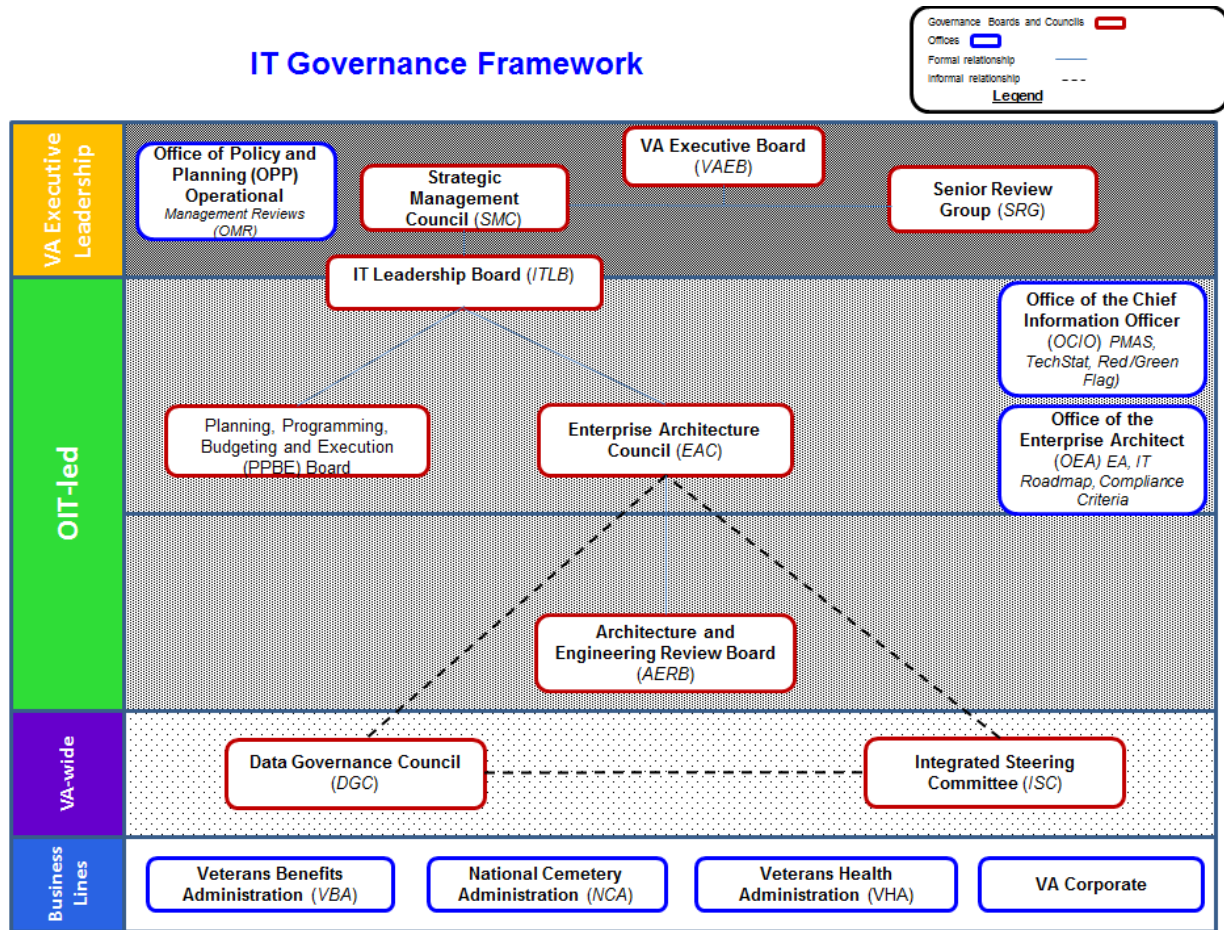 IT Governance Framework
Governance Boards and Councils
Offices
Formal relationship
Informal relationship
Legend
VA Executive
Leadership
Office of Policy and
Planning (OPP)
Operational
Management Reviews
(OMR)
Strategic
Management
Council (SMC)
VA Executive Board
(VAEB)
Senior Review
Group (SRG)
IT Leadership Board (ITLB)
OIT-led
Office of the Chief
Information Officer
(OCIO) PMAS,
TechStat, Red/Green
Flag)
Planning, Programming,
Budgeting and Execution
(PPBE) Board
Enterprise Architecture
Council (EAC)
Office of the
Enterprise Architect
(OEA) EA, IT
Roadmap, Compliance
Criteria
Architecture and
Engineering Review Board
(AERB)
VA-wide
Data Governance Council
(DGC)
Integrated Steering
Committee (ISC)
Business
Lines
Veterans Benefits
Administration (VBA)
National Cemetery
Administration (NCA)
Veterans Health
Administration (VHA)
VA Corporate